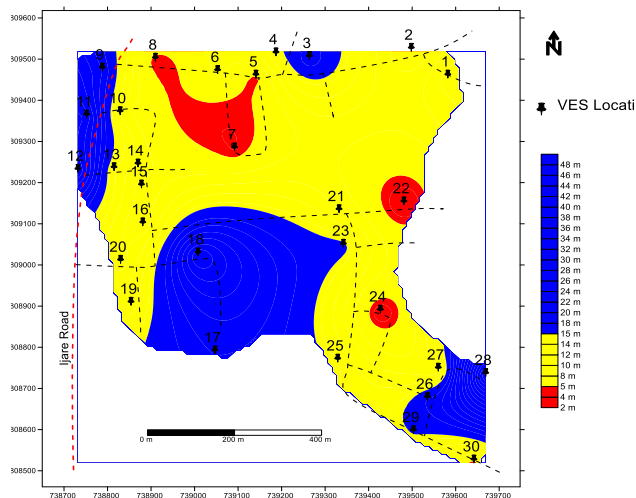 309600
309500
309400
309300
309200
309100
309000
308900
308800
308700
308600
308500
738700 738800 738900 739000 739100 739200 739300 739400 739500 739600 739700
1
2
3
4
5
6
7
8
9
10
11
12
13
14
15
16
17
18
19
20
21
22
23
24
25
26
27
28
29
30
Ijare Road
0 m 200 m 400 m
N
VES Locati
48 m
46 m
44 m
42 m
40 m
38 m
36 m
34 m
32 m
30 m
28 m
26 m
24 m
22 m
20 m
18 m
15 m
14 m
12 m
10 m
8 m
5 m
4 m
2 m